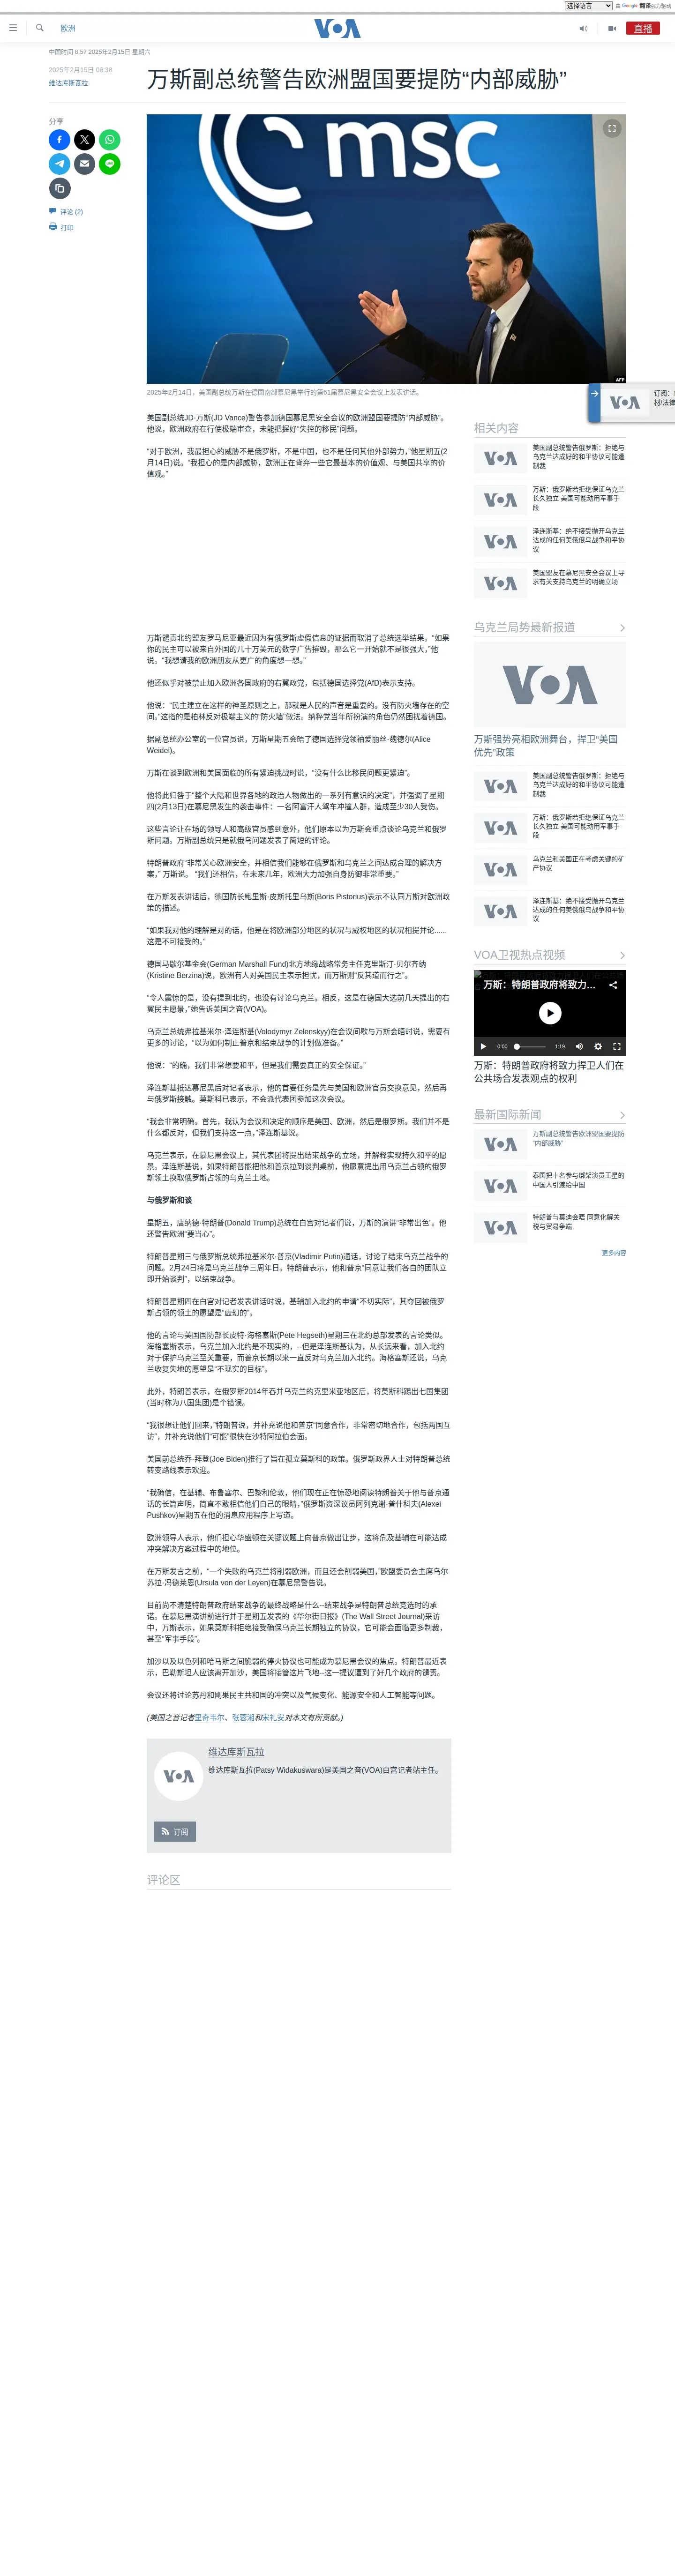 选择语言
由 Google 翻译强力驱动
欧洲
VOA
直播
中国时间 8:57 2025年2月15日 星期六
2025年2月15日 06:38
维达库斯瓦拉
万斯副总统警告欧洲盟国要提防“内部威胁”
分享
评论 (2)
打印
msc
AFP
2025年2月14日，美国副总统万斯在德国南部慕尼黑举行的第61届慕尼黑安全会议上发表讲话。
订阅：
VOA
材/法律
美国副总统JD·万斯(JD Vance)警告参加德国慕尼黑安全会议的欧洲盟国要提防“内部威胁”。
他说，欧洲政府在行使极端审查，未能把握好“失控的移民”问题。
“对于欧洲，我最担心的威胁不是俄罗斯，不是中国，也不是任何其他外部势力，”他星期五(2
月14日)说。“我担心的是内部威胁，欧洲正在背弃一些它最基本的价值观、与美国共享的价
值观。”
万斯谴责北约盟友罗马尼亚最近因为有俄罗斯虚假信息的证据而取消了总统选举结果。“如果
你的民主可以被来自外国的几十万美元的数字广告摧毁，那么它一开始就不是很强大，”他
说。“我想请我的欧洲朋友从更广的角度想一想。”
他还似乎对被禁止加入欧洲各国政府的右翼政党，包括德国选择党(AfD)表示支持。
他说：“民主建立在这样的神圣原则之上，那就是人民的声音是重要的。没有防火墙存在的空
间。”这指的是柏林反对极端主义的“防火墙”做法。纳粹党当年所扮演的角色仍然困扰着德国。
据副总统办公室的一位官员说，万斯星期五会晤了德国选择党领袖爱丽丝·魏德尔(Alice
Weidel)。
万斯在谈到欧洲和美国面临的所有紧迫挑战时说，“没有什么比移民问题更紧迫”。
他将此归咎于“整个大陆和世界各地的政治人物做出的一系列有意识的决定”，并强调了星期
四(2月13日)在慕尼黑发生的袭击事件：一名阿富汗人驾车冲撞人群，造成至少30人受伤。
这些言论让在场的领导人和高级官员感到意外，他们原本以为万斯会重点谈论乌克兰和俄罗
斯问题。万斯副总统只是就俄乌问题发表了简短的评论。
特朗普政府“非常关心欧洲安全，并相信我们能够在俄罗斯和乌克兰之间达成合理的解决方
案，” 万斯说。 “我们还相信，在未来几年，欧洲大力加强自身防御非常重要。”
在万斯发表讲话后，德国防长鲍里斯·皮斯托里乌斯(Boris Pistorius)表示不认同万斯对欧洲政
策的描述。
“如果我对他的理解是对的话，他是在将欧洲部分地区的状况与威权地区的状况相提并论......
这是不可接受的。”
德国马歇尔基金会(German Marshall Fund)北方地缘战略常务主任克里斯汀·贝尔齐纳
(Kristine Berzina)说，欧洲有人对美国民主表示担忧，而万斯则“反其道而行之”。
“令人震惊的是，没有提到北约，也没有讨论乌克兰。相反，这是在德国大选前几天提出的右
翼民主愿景，”她告诉美国之音(VOA)。
乌克兰总统弗拉基米尔·泽连斯基(Volodymyr Zelenskyy)在会议间歇与万斯会晤时说，需要有
更多的讨论，“以为如何制止普京和结束战争的计划做准备。”
他说：“的确，我们非常想要和平，但是我们需要真正的安全保证。”
泽连斯基抵达慕尼黑后对记者表示，他的首要任务是先与美国和欧洲官员交换意见，然后再
与俄罗斯接触。莫斯科已表示，不会派代表团参加这次会议。
“我会非常明确。首先，我认为会议和决定的顺序是美国、欧洲，然后是俄罗斯。我们并不是
什么都反对，但我们支持这一点，”泽连斯基说。
乌克兰表示，在慕尼黑会议上，其代表团将提出结束战争的立场，并解释实现持久和平的愿
景。泽连斯基说，如果特朗普能把他和普京拉到谈判桌前，他愿意提出用乌克兰占领的俄罗
斯领土换取俄罗斯占领的乌克兰土地。
与俄罗斯和谈
星期五，唐纳德·特朗普(Donald Trump)总统在白宫对记者们说，万斯的演讲“非常出色”。他
还警告欧洲“要当心”。
特朗普星期三与俄罗斯总统弗拉基米尔·普京(Vladimir Putin)通话，讨论了结束乌克兰战争的
问题。2月24日将是乌克兰战争三周年日。特朗普表示，他和普京“同意让我们各自的团队立
即开始谈判”，以结束战争。
特朗普星期四在白宫对记者发表讲话时说，基辅加入北约的申请“不切实际”，其夺回被俄罗
斯占领的领土的愿望是“虚幻的”。
他的言论与美国国防部长皮特·海格塞斯(Pete Hegseth)星期三在北约总部发表的言论类似。
海格塞斯表示，乌克兰加入北约是不现实的，--但是泽连斯基认为，从长远来看，加入北约
对于保护乌克兰至关重要，而普京长期以来一直反对乌克兰加入北约。海格塞斯还说，乌克
兰收复失地的愿望是“不现实的目标”。
此外，特朗普表示，在俄罗斯2014年吞并乌克兰的克里米亚地区后，将莫斯科踢出七国集团
(当时称为八国集团)是个错误。
“我很想让他们回来，”特朗普说，并补充说他和普京“同意合作，非常密切地合作，包括两国互
访”，并补充说他们“可能”很快在沙特阿拉伯会面。
美国前总统乔·拜登(Joe Biden)推行了旨在孤立莫斯科的政策。俄罗斯政界人士对特朗普总统
转变路线表示欢迎。
“我确信，在基辅、布鲁塞尔、巴黎和伦敦，他们现在正在惊恐地阅读特朗普关于他与普京通
话的长篇声明，简直不敢相信他们自己的眼睛，”俄罗斯资深议员阿列克谢·普什科夫(Alexei
Pushkov)星期五在他的消息应用程序上写道。
欧洲领导人表示，他们担心华盛顿在关键议题上向普京做出让步，这将危及基辅在可能达成
冲突解决方案过程中的地位。
在万斯发言之前，“一个失败的乌克兰将削弱欧洲，而且还会削弱美国，”欧盟委员会主席乌尔
苏拉·冯德莱恩(Ursula von der Leyen)在慕尼黑警告说。
目前尚不清楚特朗普政府结束战争的最终战略是什么--结束战争是特朗普总统竞选时的承
诺。在慕尼黑演讲前进行并于星期五发表的《华尔街日报》(The Wall Street Journal)采访
中，万斯表示，如果莫斯科拒绝接受确保乌克兰长期独立的协议，它可能会面临更多制裁，
甚至“军事手段”。
加沙以及以色列和哈马斯之间脆弱的停火协议也可能成为慕尼黑会议的焦点。特朗普最近表
示，巴勒斯坦人应该离开加沙，美国将接管这片飞地--这一提议遭到了好几个政府的谴责。
会议还将讨论苏丹和刚果民主共和国的冲突以及气候变化、能源安全和人工智能等问题。
(美国之音记者里奇韦尔、张蓉湘和宋礼安对本文有所贡献。)
VOA
维达库斯瓦拉
维达库斯瓦拉(Patsy Widakuswara)是美国之音(VOA)白宫记者站主任。
订阅
评论区
相关内容
VOA
美国副总统警告俄罗斯：拒绝与
乌克兰达成好的和平协议可能遭
制裁
VOA
万斯：俄罗斯若拒绝保证乌克兰
长久独立 美国可能动用军事手
段
VOA
泽连斯基：绝不接受抛开乌克兰
达成的任何美俄俄乌战争和平协
议
VOA
美国盟友在慕尼黑安全会议上寻
求有关支持乌克兰的明确立场
乌克兰局势最新报道
VOA
万斯强势亮相欧洲舞台，捍卫“美国
优先”政策
VOA
美国副总统警告俄罗斯：拒绝与
乌克兰达成好的和平协议可能遭
制裁
VOA
万斯：俄罗斯若拒绝保证乌克兰
长久独立 美国可能动用军事手
段
VOA
乌克兰和美国正在考虑关键的矿
产协议
VOA
泽连斯基：绝不接受抛开乌克兰
达成的任何美俄俄乌战争和平协
议
VOA卫视热点视频
万斯：特朗普政府将致力...
0:00
1:19
万斯：特朗普政府将致力捍卫人们在
公共场合发表观点的权利
最新国际新闻
VOA
万斯副总统警告欧洲盟国要提防
“内部威胁”
VOA
泰国把十名参与绑架演员王星的
中国人引渡给中国
VOA
特朗普与莫迪会晤 同意化解关
税与贸易争端
更多内容